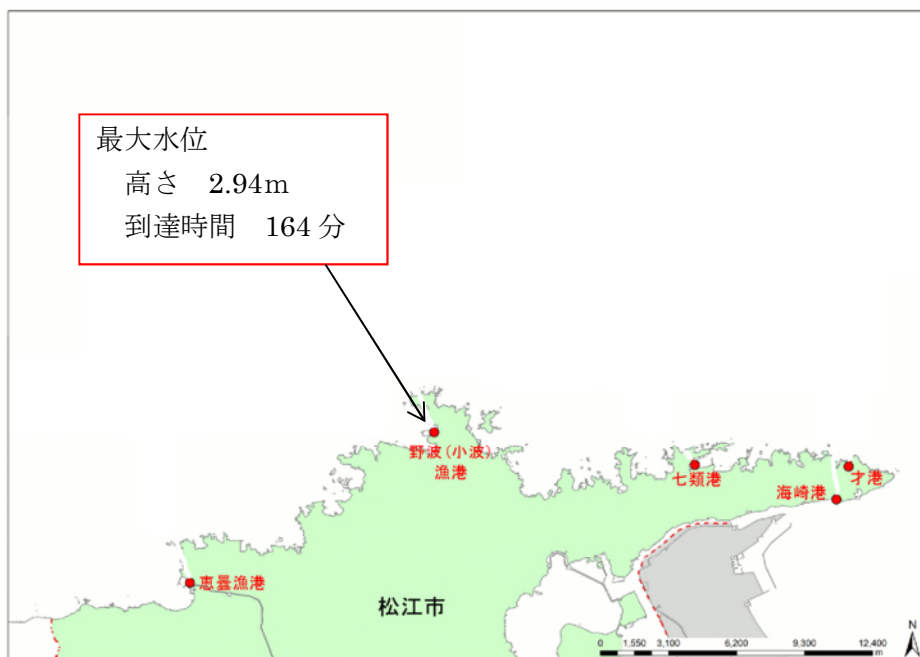 最大水位
高さ 2.94m
到達時間 164分
野波(小波)
漁港
七類港
海崎港
才港
恵曇漁港
松江市
N
0 1,550 3,100 6,200 9,300 12,400
m